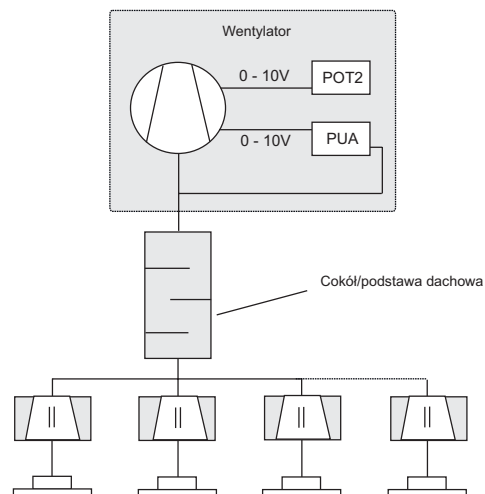 Wentylator
0 - 10V
POT2
0 - 10V
PUA
Cokół/podstawa dachowa